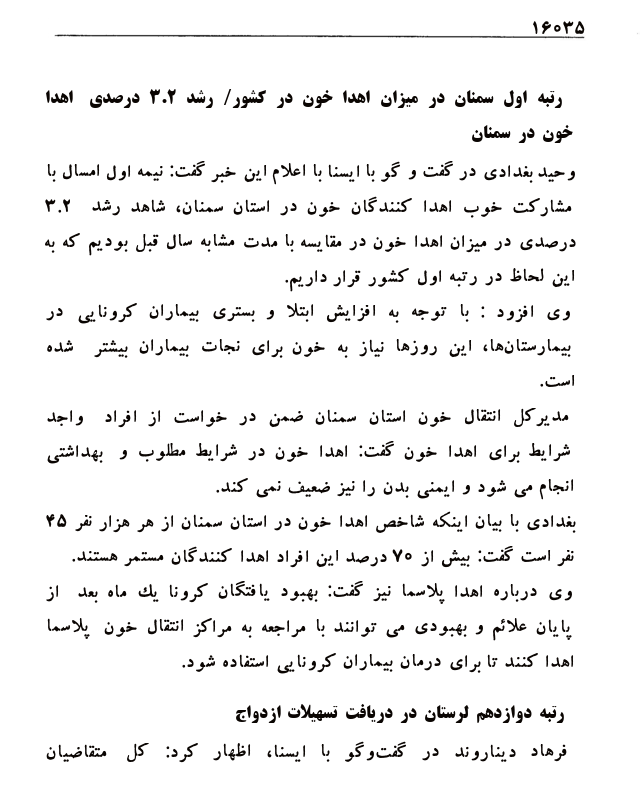 ۱۶۰۳۵
رتبه اول سمنان در میزان اهدا خون در کشور/ رشد ۳.۲ درصدی اهدا
خون در سمنان
وحید بغدادی در گفت و گو با ایسنا با اعلام این خبر گفت: نیمه اول امسال با
مشارکت خوب اهدا کنندگان خون در استان سمنان، شاهد رشد ۳.۲
درصدی در میزان اهدا خون در مقایسه با مدت مشابه سال قبل بودیم که به
این لحاظ در رتبه اول کشور قرار داریم.
وی افزود : با توجه به افزایش ابتلا و بستری بیماران کرونایی در
بیمارستان‌ها، این روزها نیاز به خون برای نجات بیماران بیشتر شده
است.
مدیرکل انتقال خون استان سمنان ضمن در خواست از افراد واجد
شرایط برای اهدا خون گفت: اهدا خون در شرایط مطلوب و بهداشتی
انجام می شود و ایمنی بدن را نیز ضعیف نمی کند.
بغدادی با بیان اینکه شاخص اهدا خون در استان سمنان از هر هزار نفر ۴۵
نفر است گفت: بیش از ۷۰ درصد این افراد اهدا کنندگان مستمر هستند.
وی درباره اهدا پلاسما نیز گفت: بهبود یافتگان کرونا یك ماه بعد از
پایان علائم و بهبودی می توانند با مراجعه به مراکز انتقال خون پلاسما
اهدا کنند تا برای درمان بیماران کرونایی استفاده شود.
رتبه دوازدهم لرستان در دریافت تسهیلات ازدواج
فرهاد دیناروند در گفت‌وگو با ایسنا، اظهار کرد: کل متقاضیان